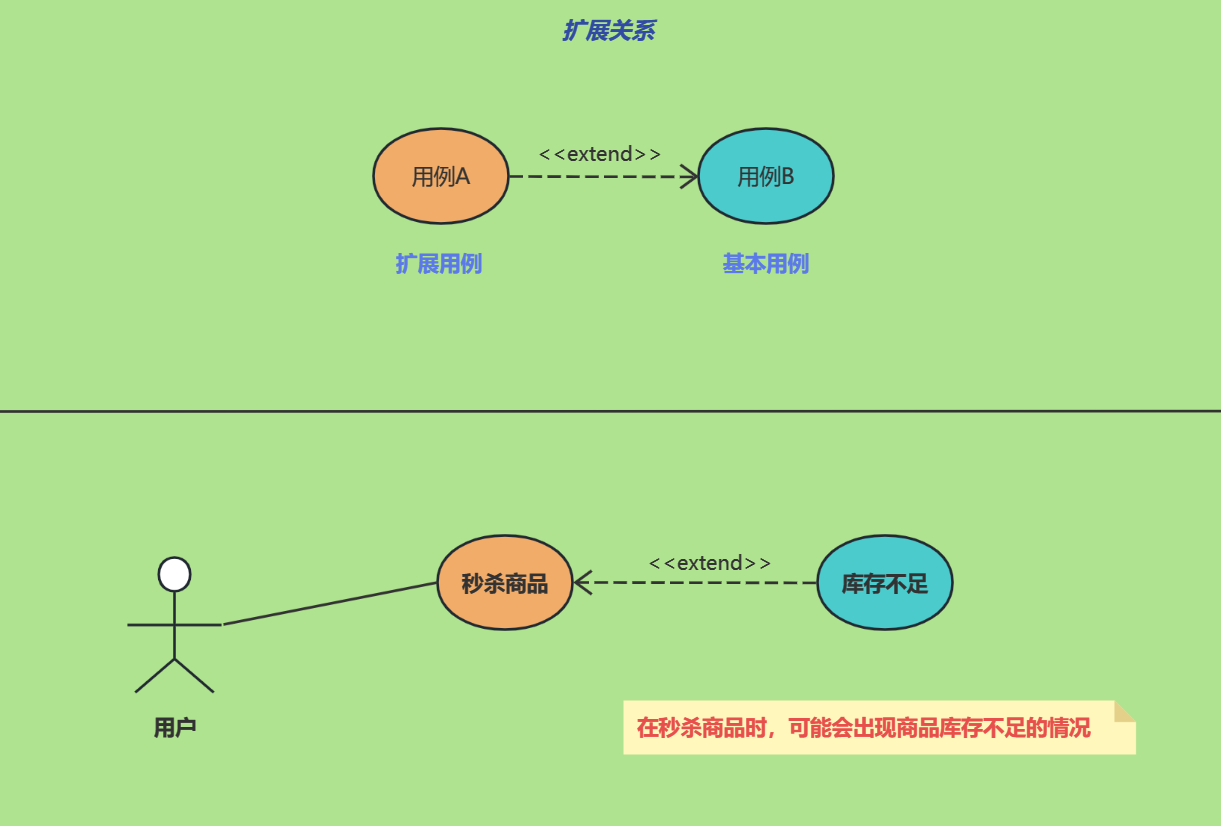 扩展关系
<<extend>>
用例A
用例B
扩展用例
基本用例
<<extend>>
秒杀商品
库存不足
用户
在秒杀商品时，可能会出现商品库存不足的情况